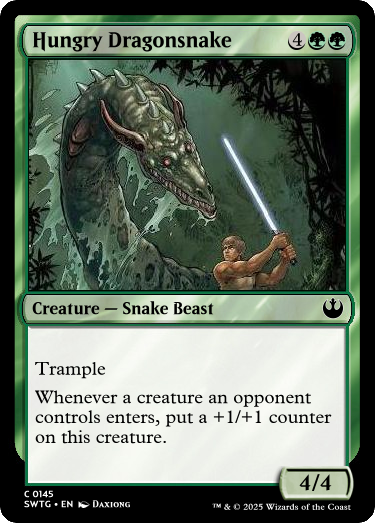 Hungry Dragonsnake 4
Creature — Snake Beast
Trample
Whenever a creature an opponent
controls enters, put a +1/+1 counter
on this creature.
4/4
C 0145
SWTG • EN Daxiong
™ & © 2025 Wizards of the Coast